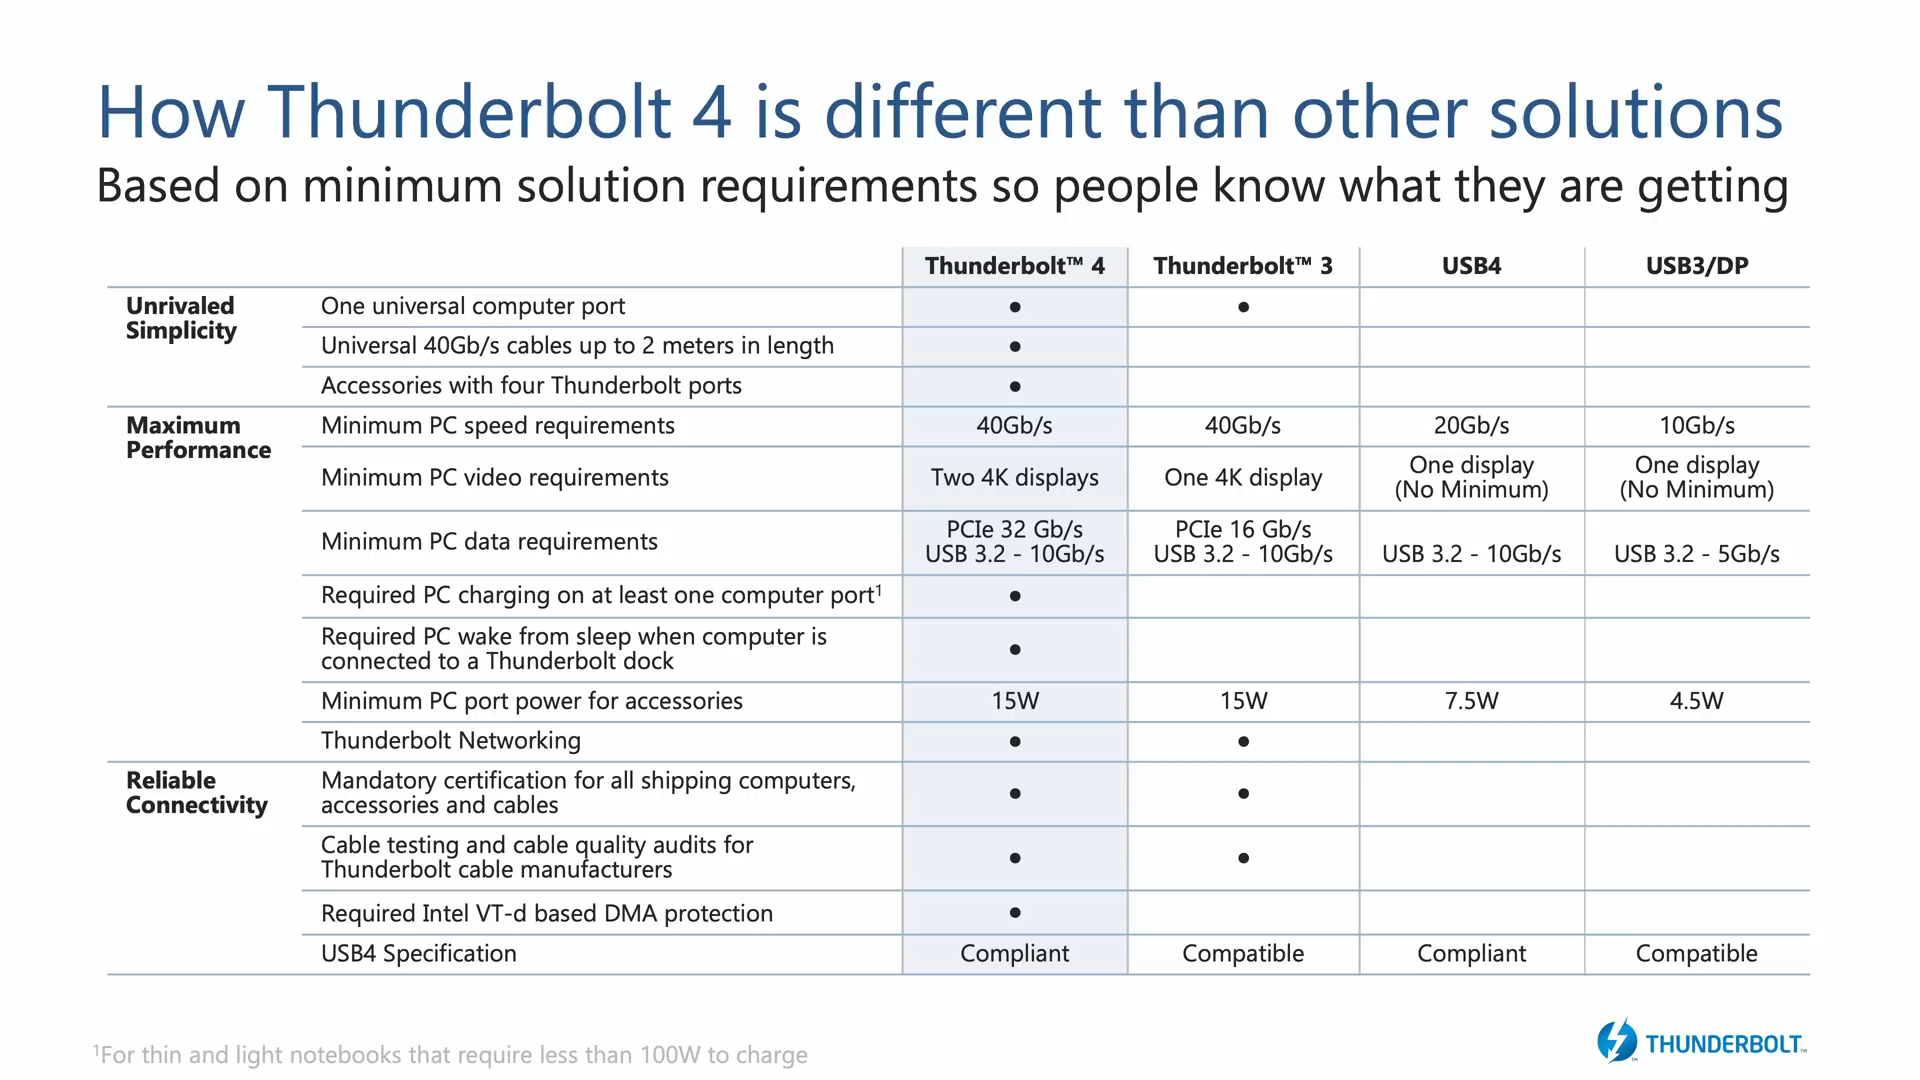 How Thunderbolt 4 is different than other solutions
Based on minimum solution requirements so people know what they are getting
Thunderbolt™ 4 Thunderbolt™ 3 USB4 USB3/DP
Unrivaled
Simplicity
One universal computer port ● ●
Universal 40Gb/s cables up to 2 meters in length ●
Accessories with four Thunderbolt ports ●
Maximum
Performance
Minimum PC speed requirements 40Gb/s 40Gb/s 20Gb/s 10Gb/s
Minimum PC video requirements Two 4K displays One 4K display One display
(No Minimum) One display
(No Minimum)
Minimum PC data requirements PCIe 32 Gb/s
USB 3.2 - 10Gb/s PCIe 16 Gb/s
USB 3.2 - 10Gb/s USB 3.2 - 10Gb/s USB 3.2 - 5Gb/s
Required PC charging on at least one computer port¹ ●
Required PC wake from sleep when computer is
connected to a Thunderbolt dock ●
Minimum PC port power for accessories 15W 15W 7.5W 4.5W
Thunderbolt Networking ● ●
Reliable
Connectivity
Mandatory certification for all shipping computers,
accessories and cables ● ●
Cable testing and cable quality audits for
Thunderbolt cable manufacturers ● ●
Required Intel VT-d based DMA protection ●
USB4 Specification Compliant Compatible Compliant Compatible
¹For thin and light notebooks that require less than 100W to charge
THUNDERBOLT™